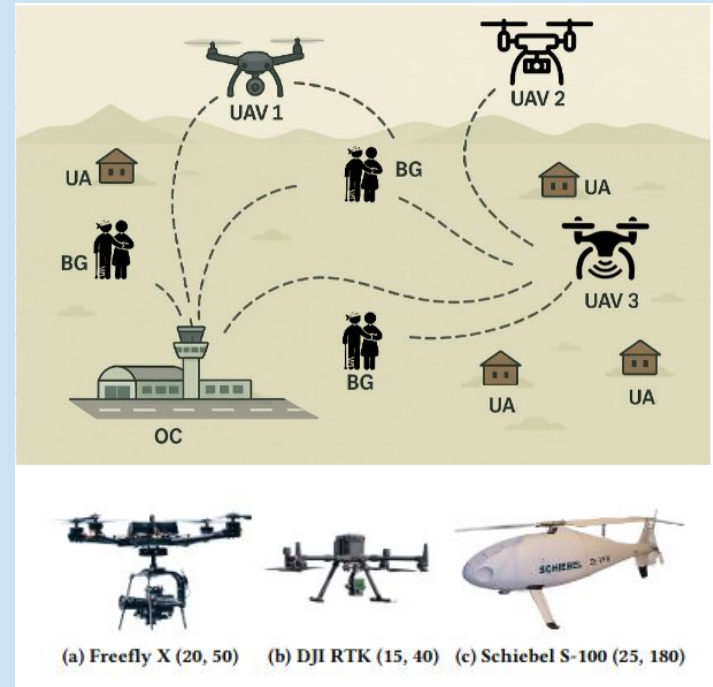 UAV 1
UAV 2
UA
BG
UA
BG
UAV 3
BG
UA
UA
OC
SCHIEBEL
(a) Freefly X (20, 50) (b) DJI RTK (15, 40) (c) Schiebel S-100 (25, 180)